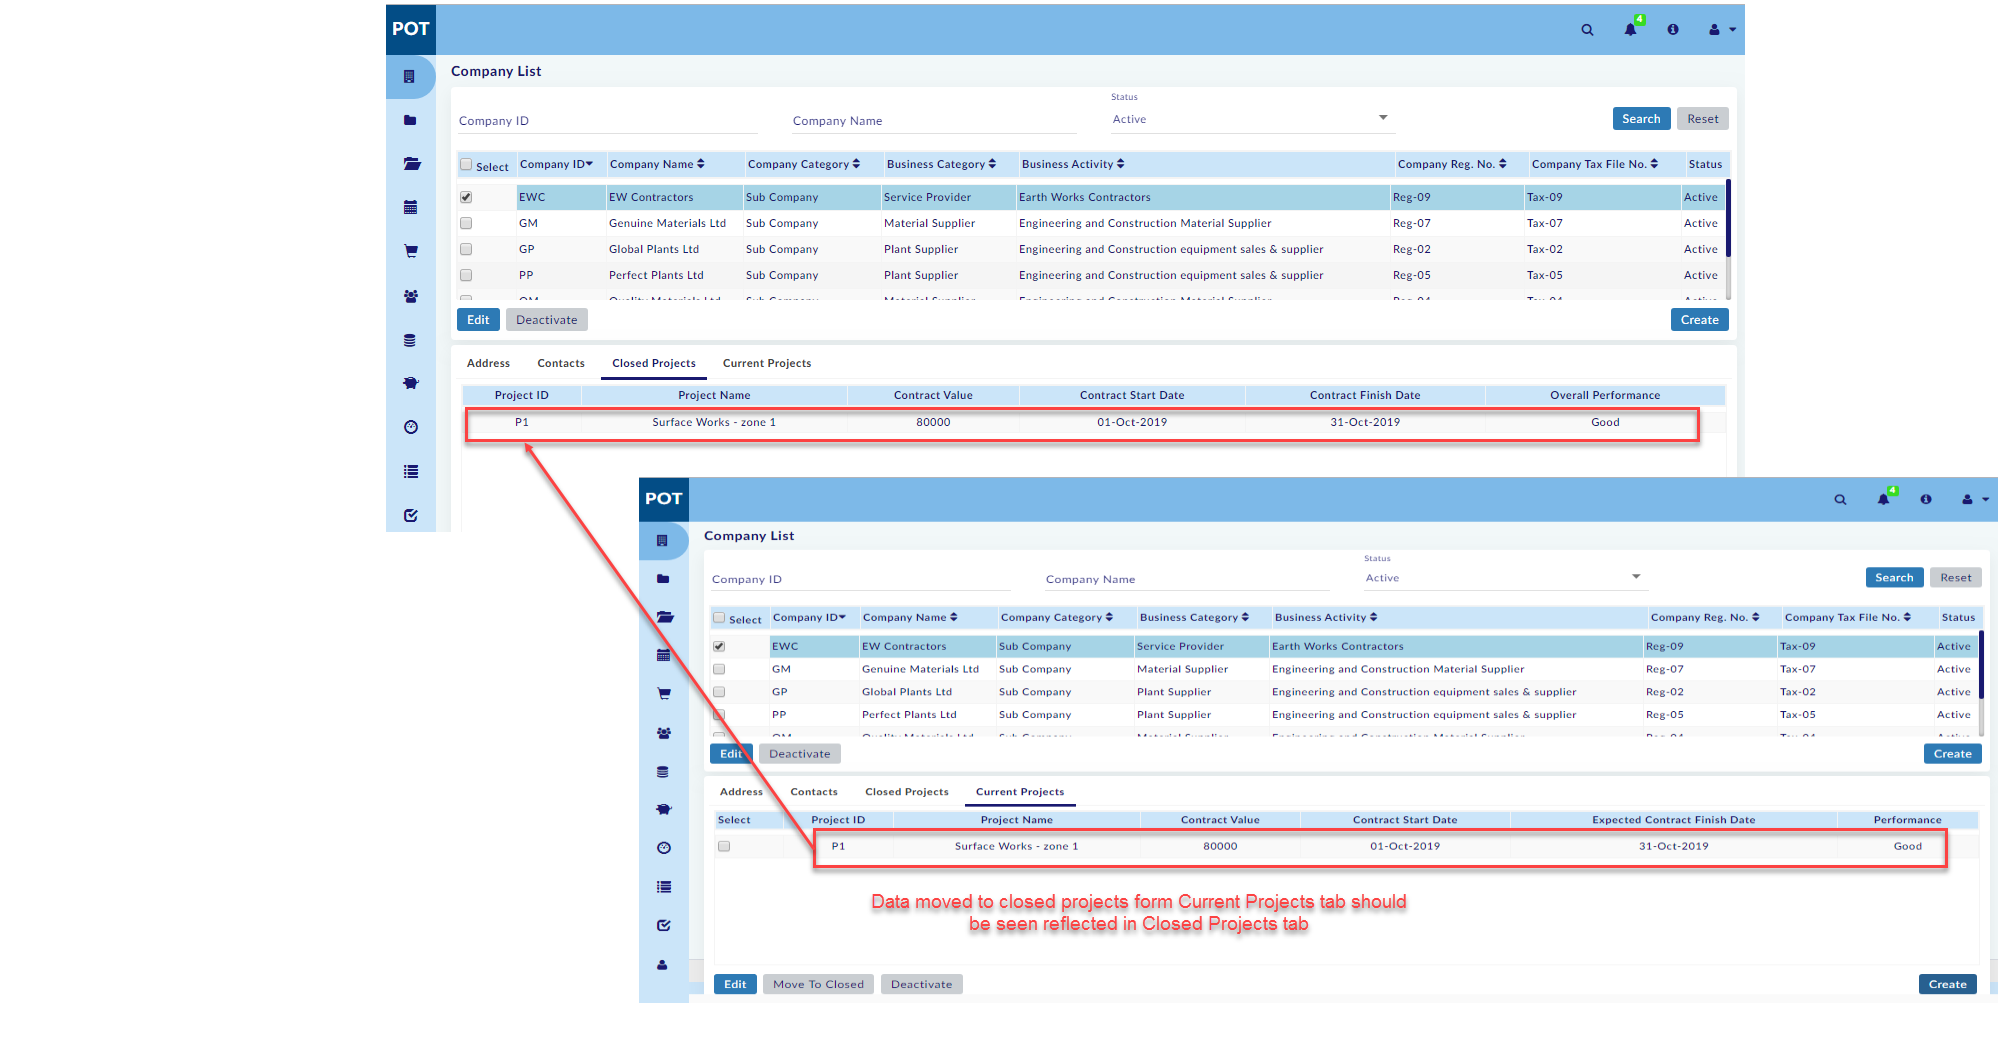 POT
4
Company List
Status
Company ID Company Name Active Search Reset
Select Company ID Company Name Company Category Business Category Business Activity Company Reg. No. Company Tax File No. Status
EWC EW Contractors Sub Company Service Provider Earth Works Contractors Reg-09 Tax-09 Active
GM Genuine Materials Ltd Sub Company Material Supplier Engineering and Construction Material Supplier Reg-07 Tax-07 Active
GP Global Plants Ltd Sub Company Plant Supplier Engineering and Construction equipment sales & supplier Reg-02 Tax-02 Active
PP Perfect Plants Ltd Sub Company Plant Supplier Engineering and Construction equipment sales & supplier Reg-05 Tax-05 Active
Edit Deactivate Create
Address Contacts Closed Projects Current Projects
Project ID Project Name Contract Value Contract Start Date Contract Finish Date Overall Performance
P1 Surface Works - zone 1 80000 01-Oct-2019 31-Oct-2019 Good
POT
4
Company List
Status
Company ID Company Name Active Search Reset
Select Company ID Company Name Company Category Business Category Business Activity Company Reg. No. Company Tax File No. Status
EWC EW Contractors Sub Company Service Provider Earth Works Contractors Reg-09 Tax-09 Active
GM Genuine Materials Ltd Sub Company Material Supplier Engineering and Construction Material Supplier Reg-07 Tax-07 Active
GP Global Plants Ltd Sub Company Plant Supplier Engineering and Construction equipment sales & supplier Reg-02 Tax-02 Active
PP Perfect Plants Ltd Sub Company Plant Supplier Engineering and Construction equipment sales & supplier Reg-05 Tax-05 Active
Edit Deactivate Create
Address Contacts Closed Projects Current Projects
Select Project ID Project Name Contract Value Contract Start Date Expected Contract Finish Date Performance
P1 Surface Works - zone 1 80000 01-Oct-2019 31-Oct-2019 Good
Data moved to closed projects form Current Projects tab should
be seen reflected in Closed Projects tab
Edit Move To Closed Deactivate Create